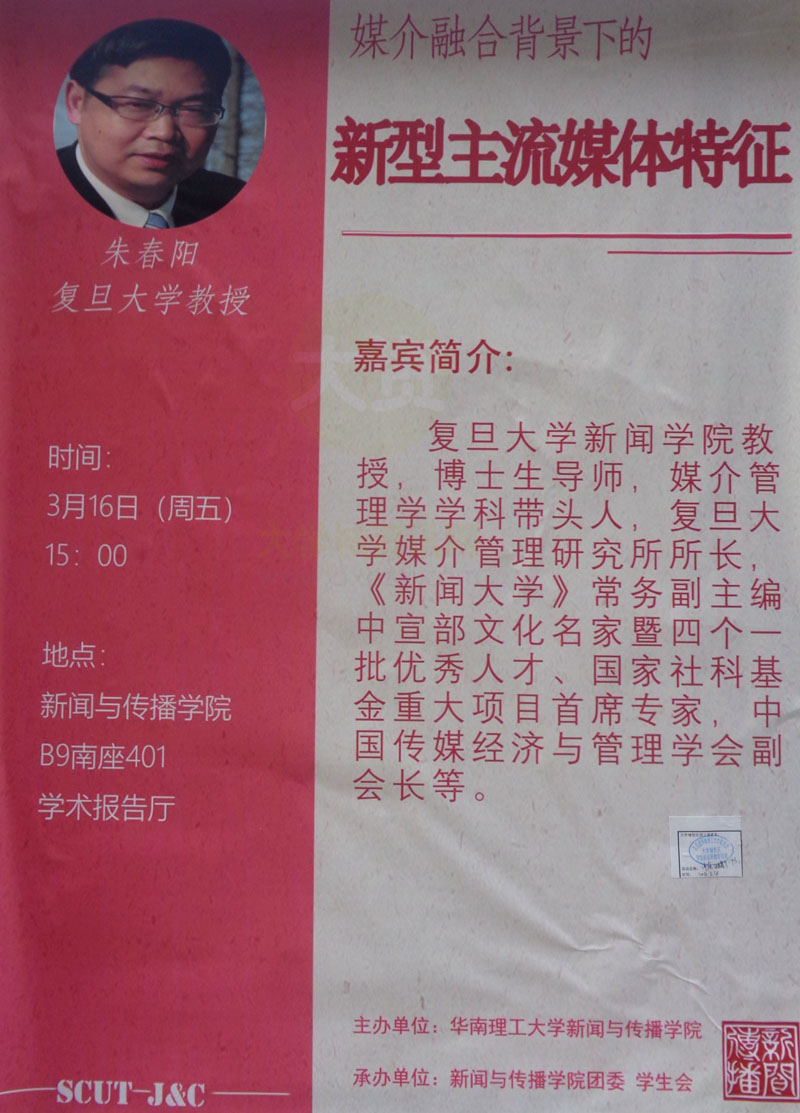 媒介融合背景下的
新型主流媒体特征
朱春阳
复旦大学教授
时间：
3月16日（周五）
15：00
地点：
新闻与传播学院
B9南座401
学术报告厅
嘉宾简介：
复旦大学新闻学院教
授，博士生导师，媒介管
理学学科带头人，复旦大
学媒介管理研究所所长，
《新闻大学》常务副主编
中宣部文化名家暨四个一
批优秀人才、国家社科基
金重大项目首席专家，中
国传媒经济与管理学会副
会长等。
主办单位：华南理工大学新闻与传播学院
承办单位：新闻与传播学院团委 学生会
SCUT-J&C
新闻
传播